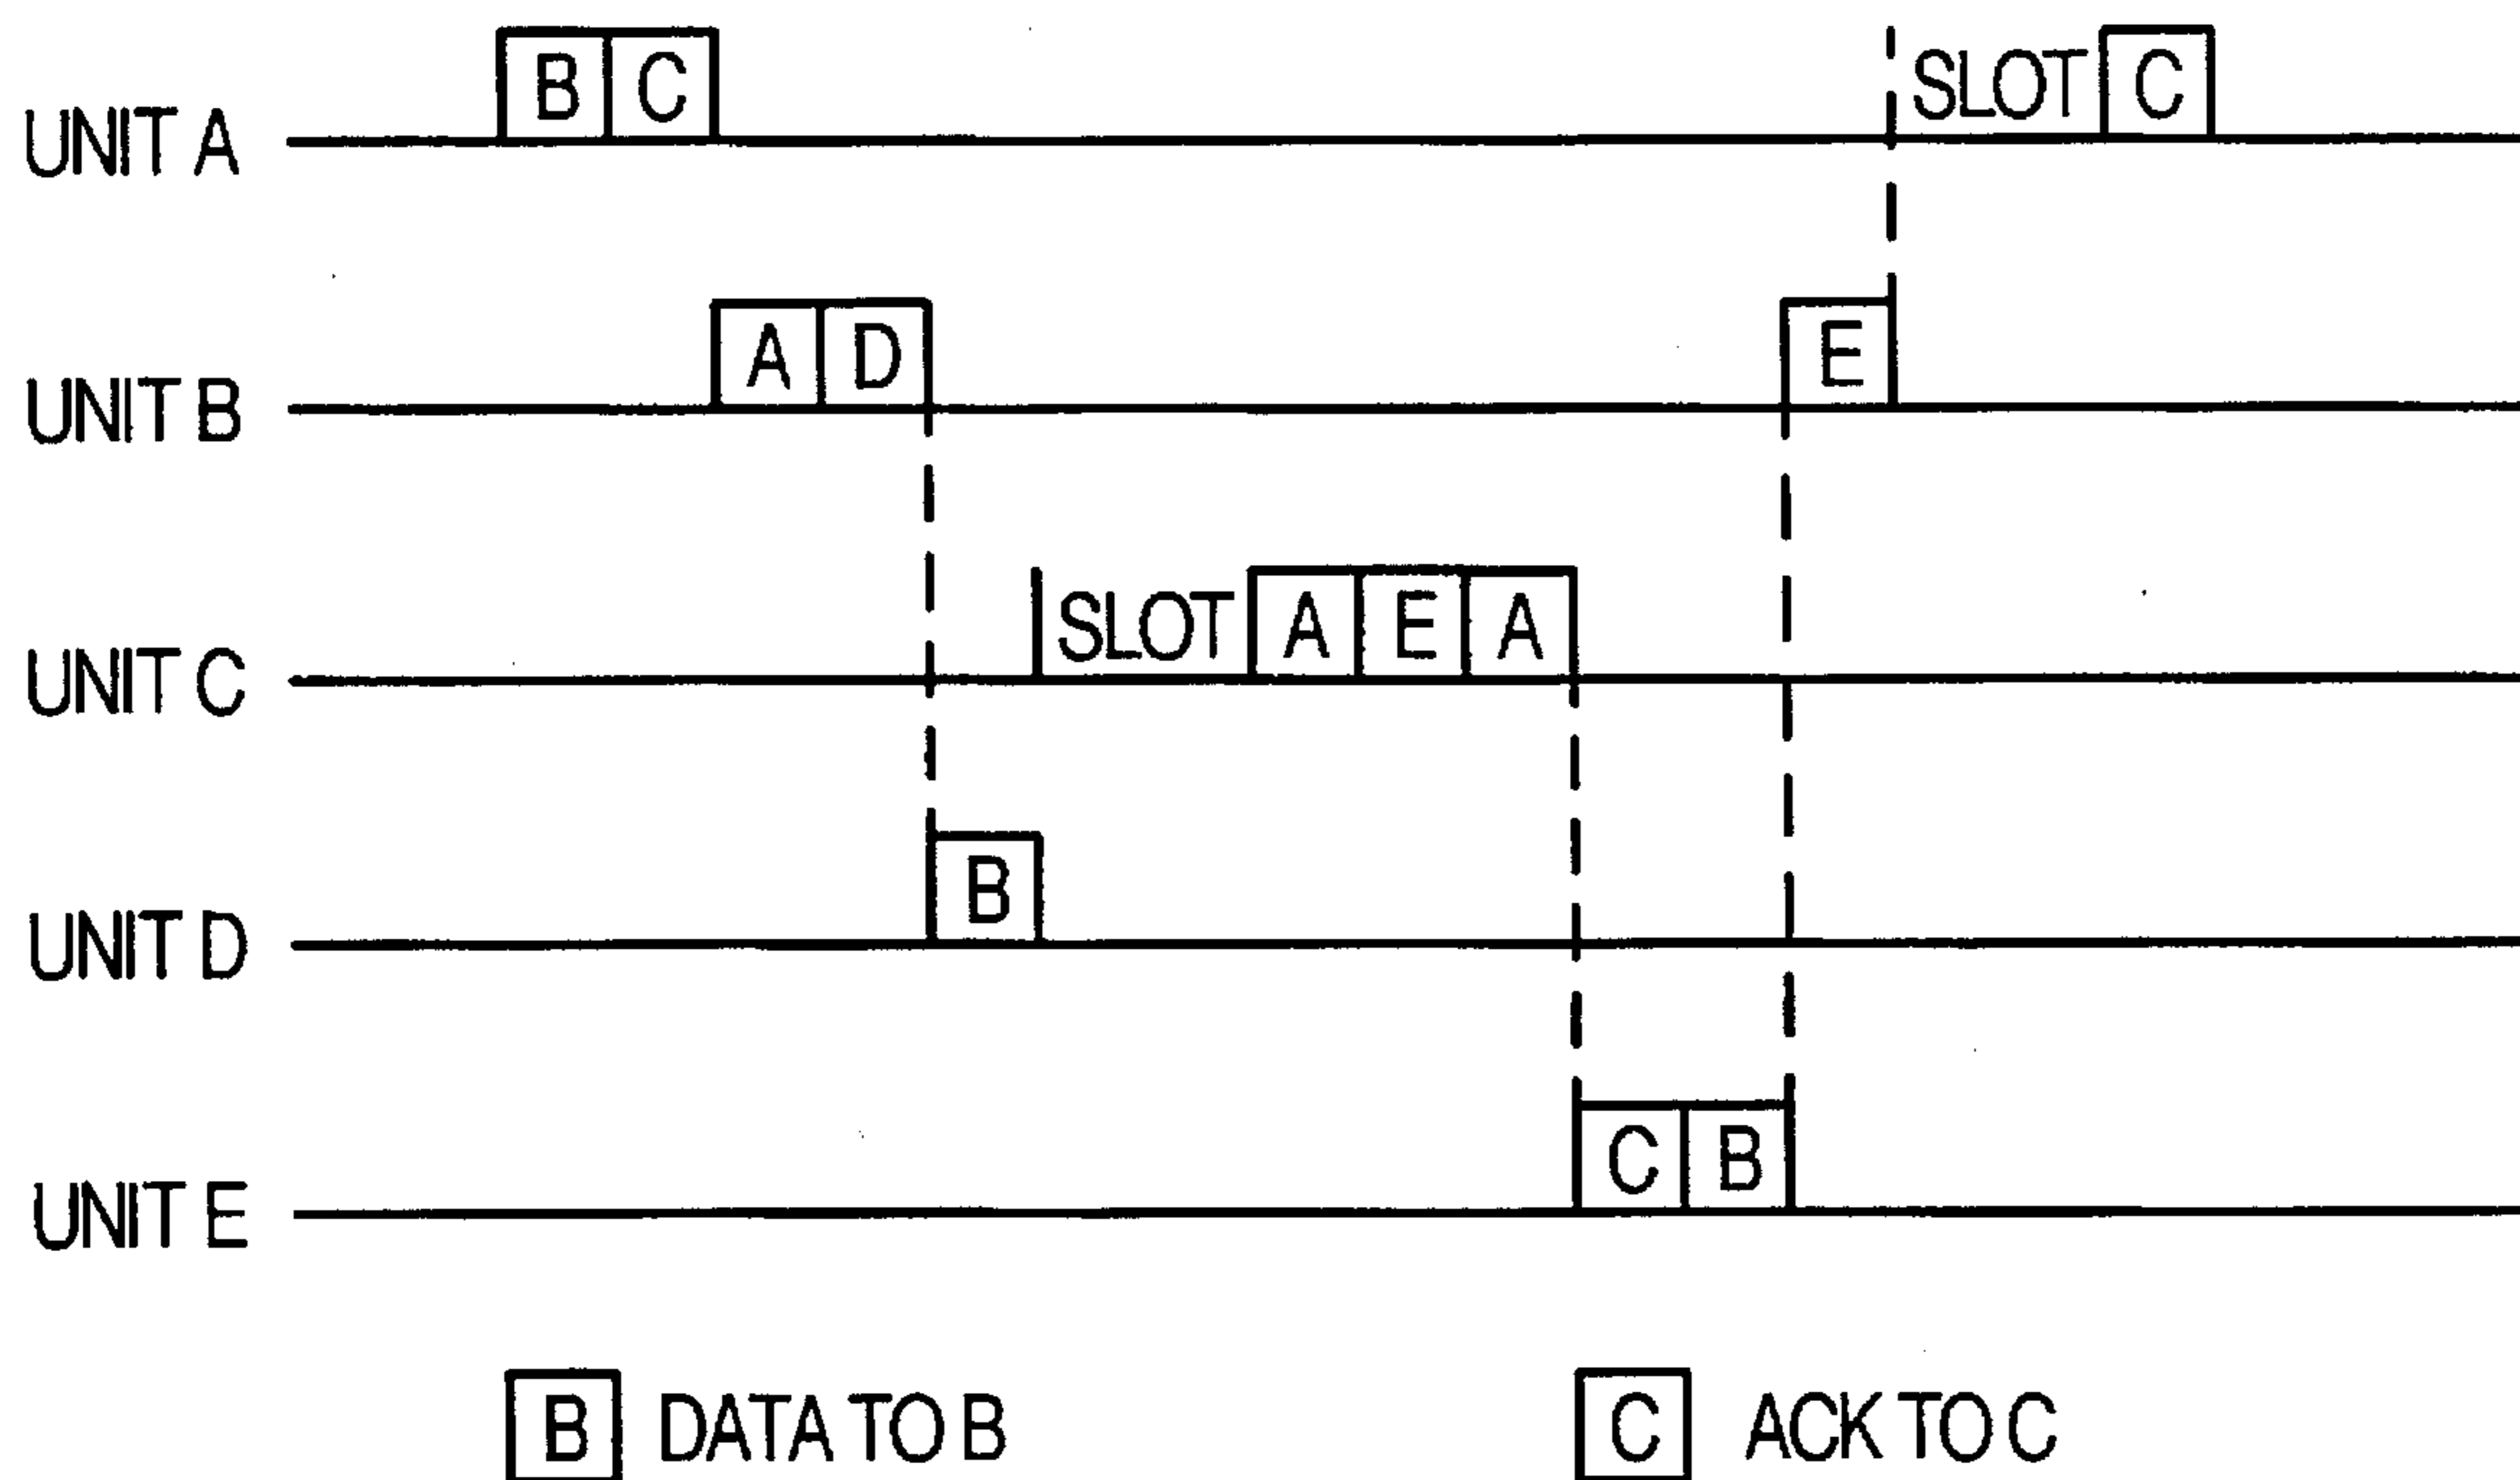 UNIT A B C SLOT C
UNIT B A D E
UNIT C SLOT A E A
UNIT D B
UNIT E C B
B DATA TO B C ACK TO C